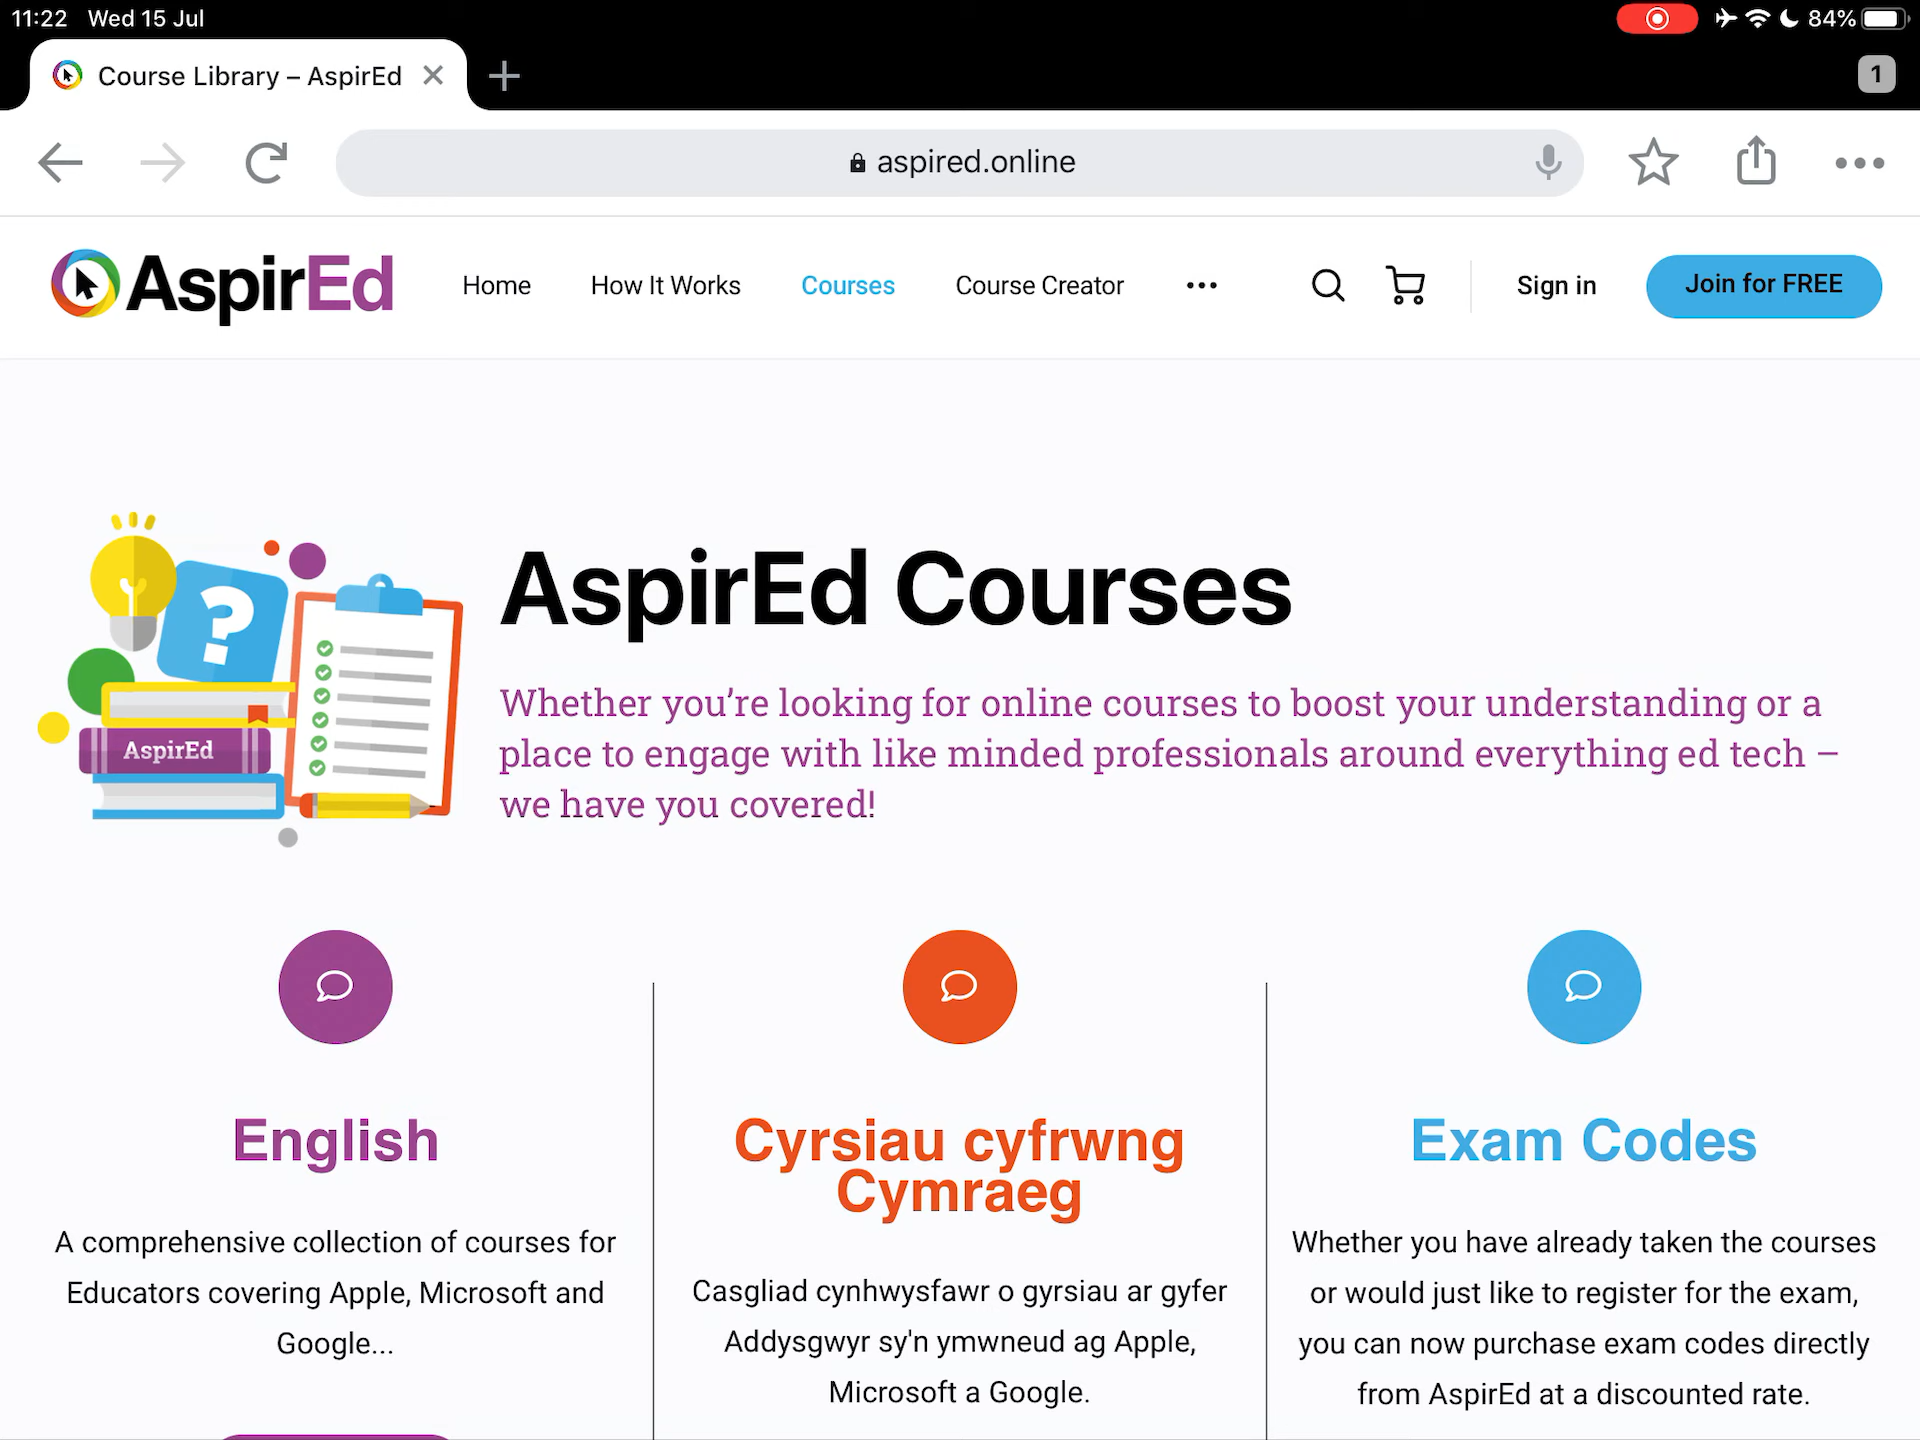 11:22 Wed 15 Jul
84%
Course Library – AspirEd
1
aspired.online
AspirEd
Home
How It Works
Courses
Course Creator
Sign in
Join for FREE
?
AspirEd
AspirEd Courses
Whether you’re looking for online courses to boost your understanding or a
place to engage with like minded professionals around everything ed tech –
we have you covered!
English
A comprehensive collection of courses for
Educators covering Apple, Microsoft and
Google...
Cyrsiau cyfrwng
Cymraeg
Casgliad cynhwysfawr o gyrsiau ar gyfer
Addysgwyr sy'n ymwneud ag Apple,
Microsoft a Google.
Exam Codes
Whether you have already taken the courses
or would just like to register for the exam,
you can now purchase exam codes directly
from AspirEd at a discounted rate.